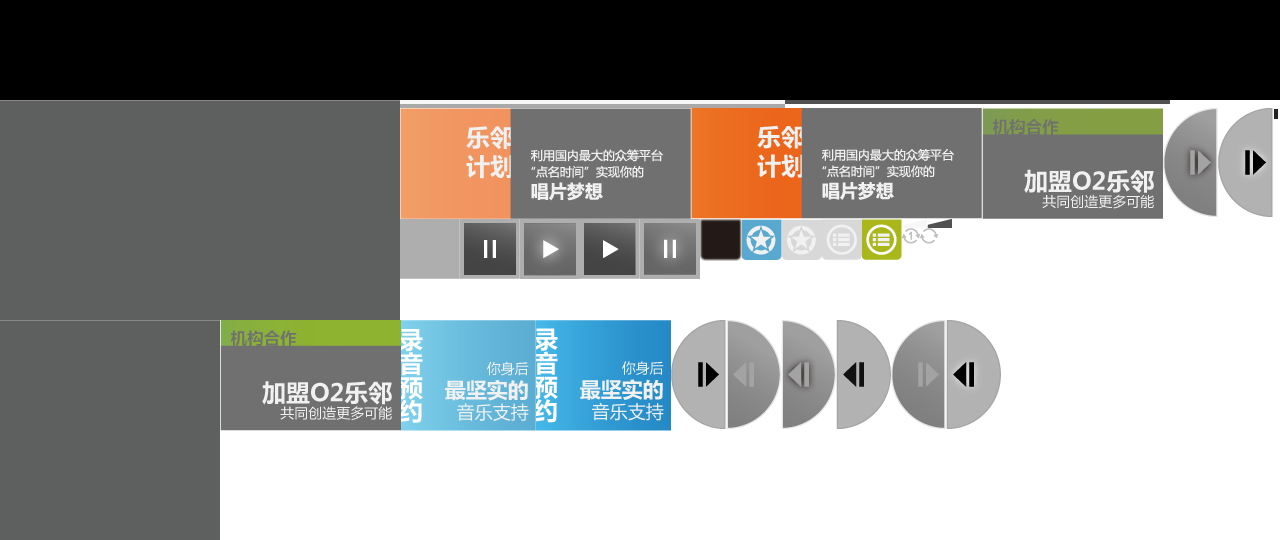 乐邻
计划
利用国内最大的众筹平台
“点名时间”实现你的
唱片梦想
乐邻
计划
利用国内最大的众筹平台
“点名时间”实现你的
唱片梦想
机构合作
加盟O2乐邻
共同创造更多可能
1
机构合作
加盟O2乐邻
共同创造更多可能
录音预约
你身后
最坚实的
音乐支持
录音预约
你身后
最坚实的
音乐支持